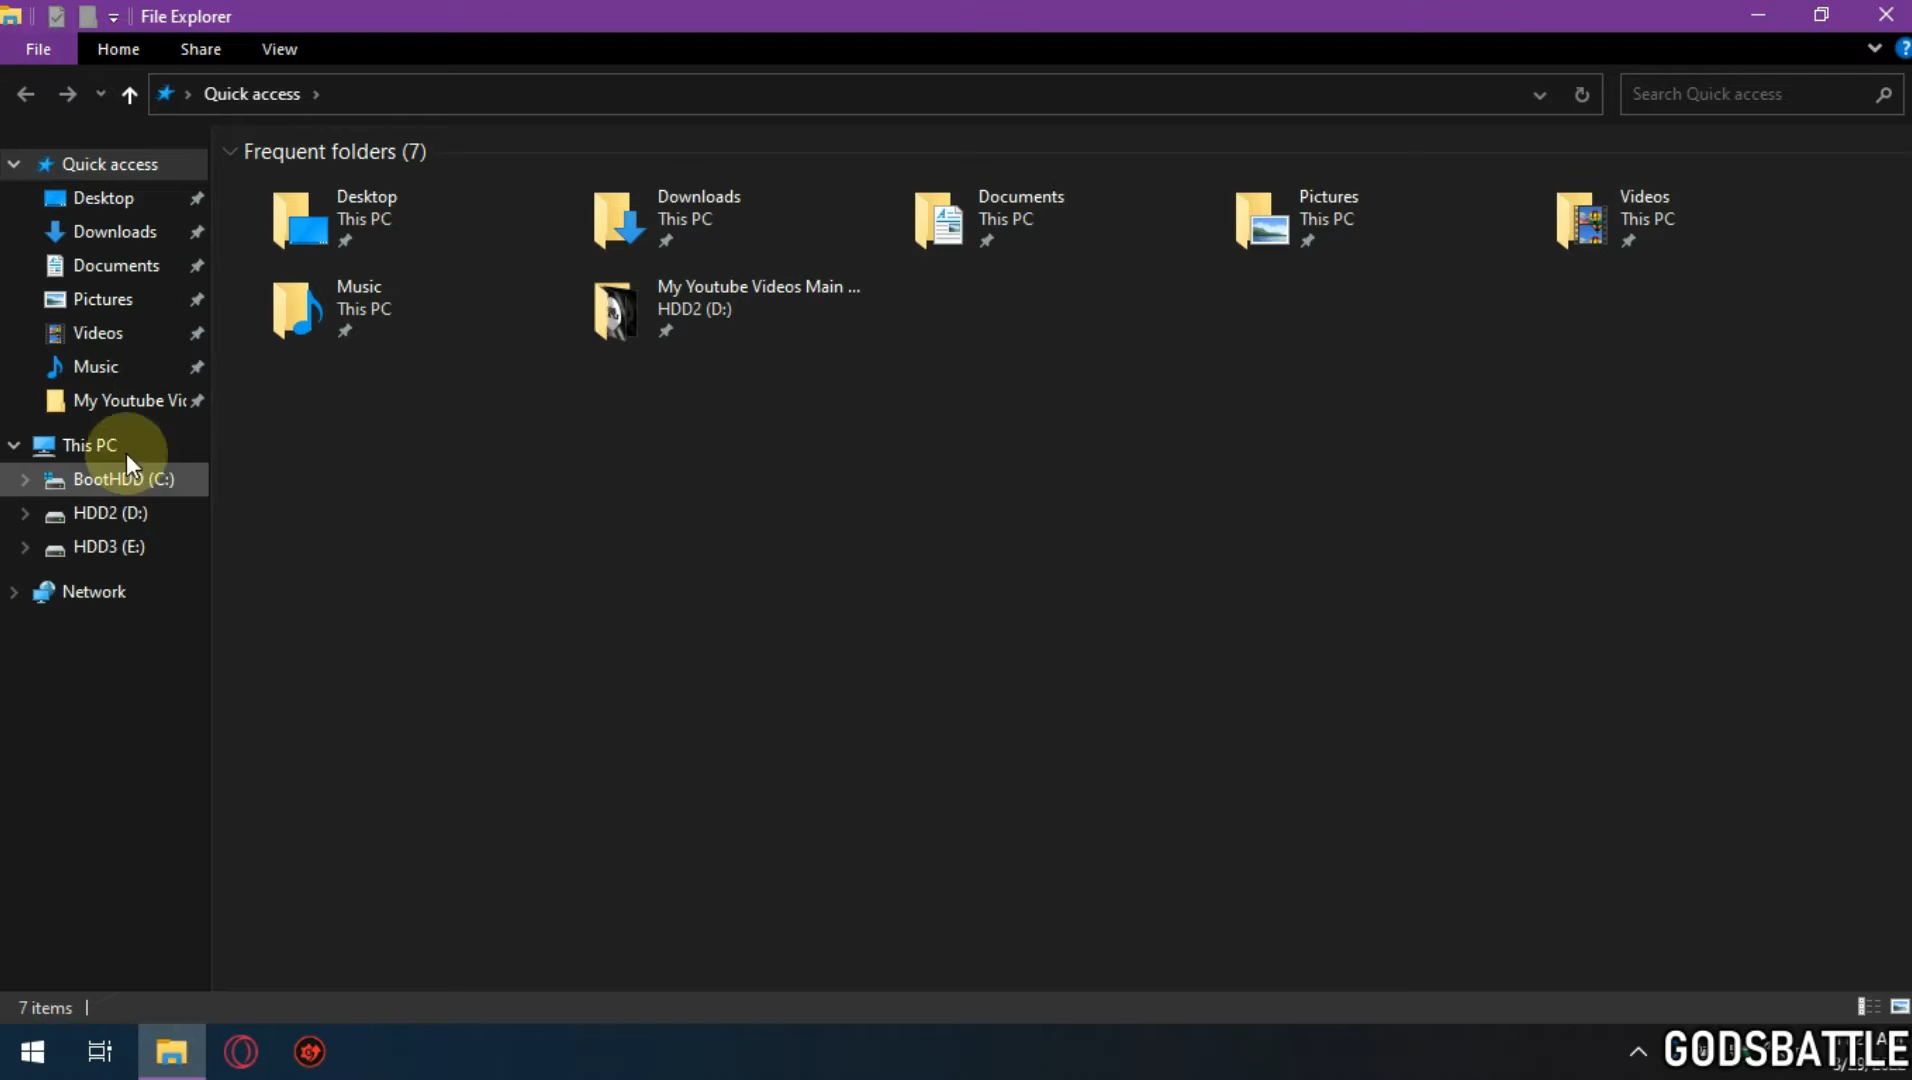 File Explorer
File Home Share View
Quick access
Search Quick access
Quick access
Desktop
Downloads
Documents
Pictures
Videos
Music
My Youtube Vic
This PC
BootHDD (C:)
HDD2 (D:)
HDD3 (E:)
Network
Frequent folders (7)
Desktop
This PC
Downloads
This PC
Documents
This PC
Pictures
This PC
Videos
This PC
Music
This PC
My Youtube Videos Main ...
HDD2 (D:)
7 items
GODSBATTLE